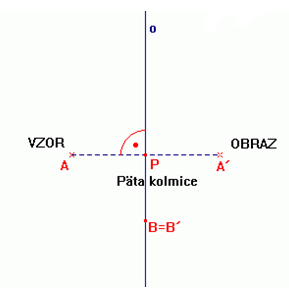 o
VZOR
OBRAZ
A
P
A´
Päta kolmice
B=B´